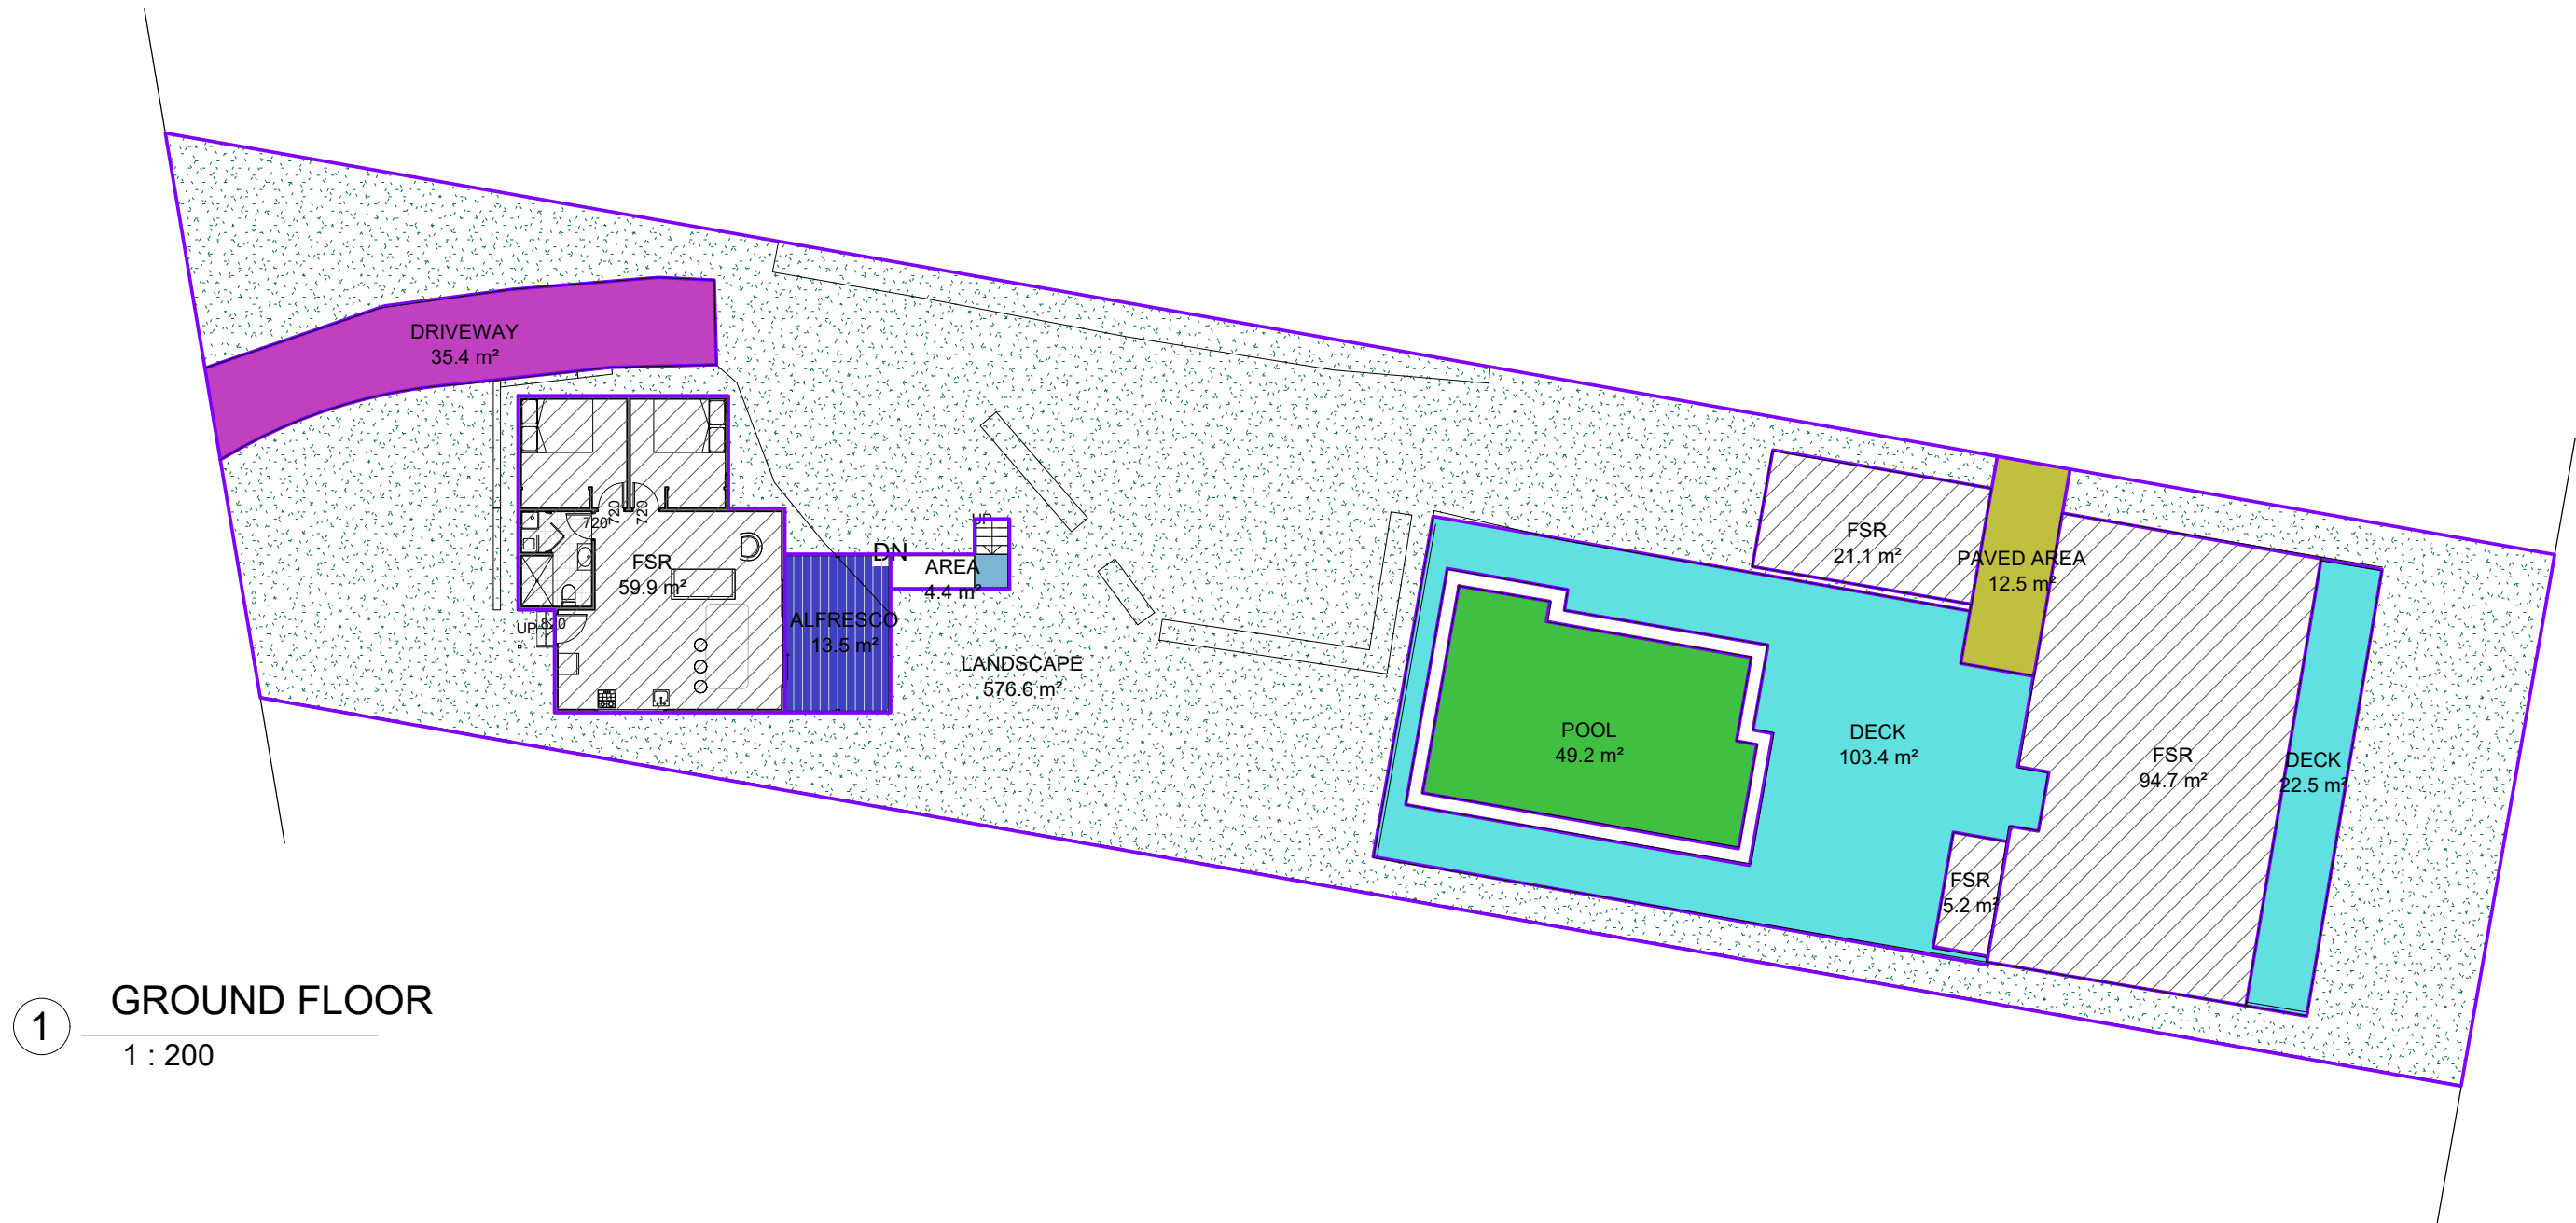 DRIVEWAY
35.4 m²
720
720
720
FSR
59.9 m²
UP
820
DN
UP
AREA
4.4 m²
ALFRESCO
13.5 m²
LANDSCAPE
576.6 m²
FSR
21.1 m²
PAVED AREA
12.5 m²
POOL
49.2 m²
DECK
103.4 m²
FSR
94.7 m²
DECK
22.5 m²
FSR
5.2 m²
1
GROUND FLOOR
1 : 200